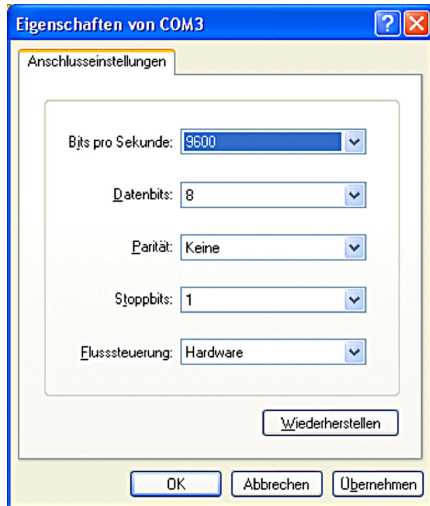 Eigenschaften von COM3
Anschlusseinstellungen
Bits pro Sekunde: 9600
Datenbits: 8
Parität: Keine
Stoppbits: 1
Flusssteuerung: Hardware
Wiederherstellen
OK Abbrechen Übernehmen